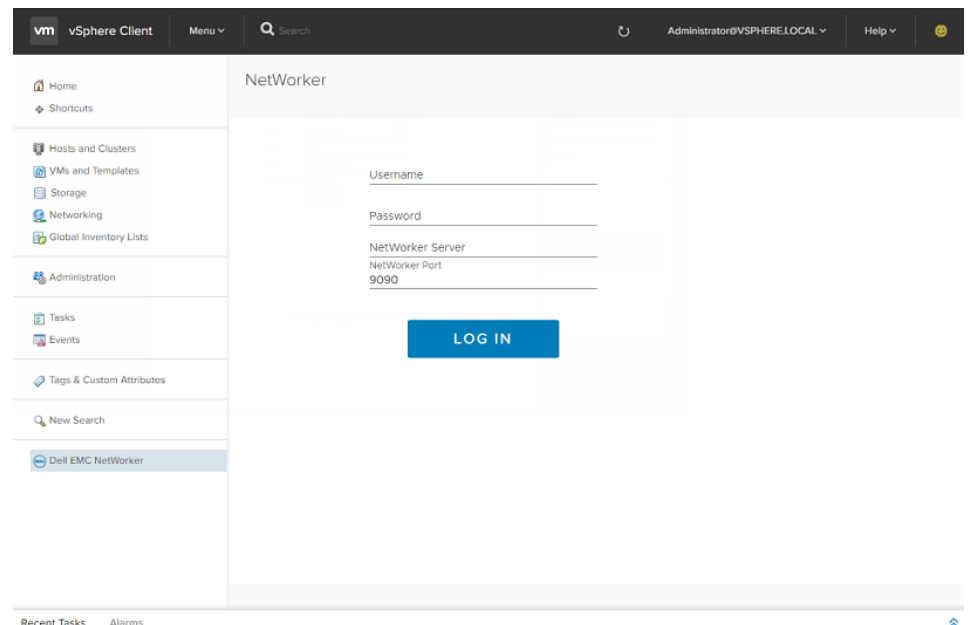 vm vSphere Client Menu Search Administrator@VSPHERE.LOCAL Help
Home
Shortcuts
Hosts and Clusters
VMs and Templates
Storage
Networking
Global Inventory Lists
Administration
Tasks
Events
Tags & Custom Attributes
New Search
Dell EMC NetWorker
NetWorker
Username
Password
NetWorker Server
NetWorker Port
9090
LOG IN
Recent Tasks Alarms